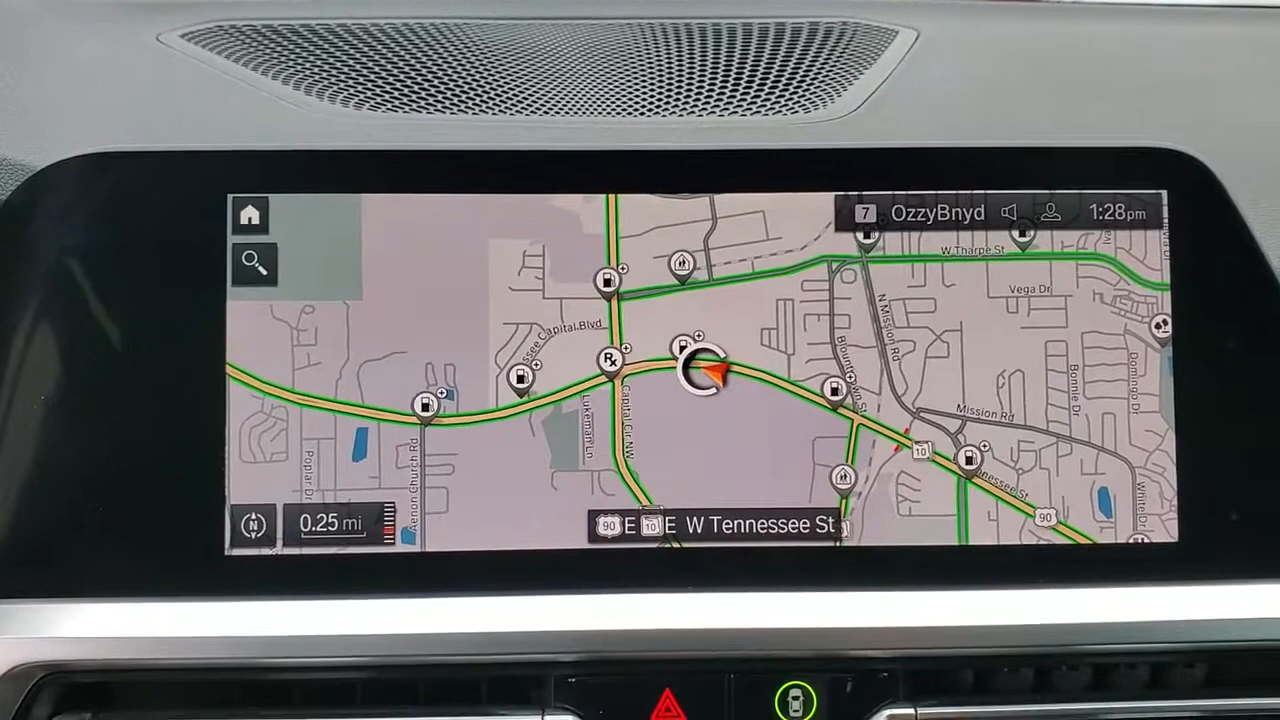 7 OzzyBnyd 1:28pm
W Tharpe St
Vega Dr
N Mission Rd
ssee Capital Blvd
Rx
Domingo Dr
Bonnie Dr
Lukeman Ln
Capital Cir NW
Mission Rd
10
nnessee St
Poplar Dr
Aenon Church Rd
White Dr
90
N 0.25 mi
90 E 10 E W Tennessee St